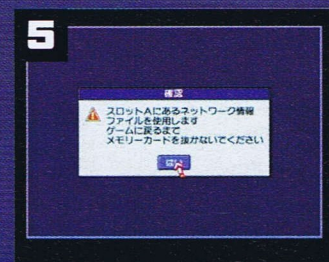 5
確認
スロットAにあるネットワーク情報
ファイルを使用します
ゲームに戻るまで
メモリーカードを抜かないでください
はい